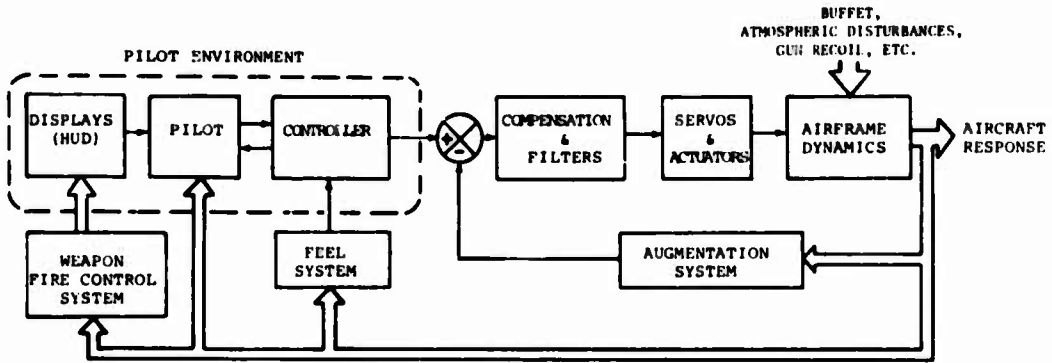 BUFFET,
ATMOSPHERIC DISTURBANCES,
GUN RECOIL, ETC.
PILOT ENVIRONMENT
DISPLAYS
(HUD)
PILOT
CONTROLLER
+
-
COMPENSATION
&
FILTERS
SERVOS
&
ACTUATORS
AIRFRAME
DYNAMICS
AIRCRAFT
RESPONSE
WEAPON
FIRE CONTROL
SYSTEM
FEEL
SYSTEM
AUGMENTATION
SYSTEM